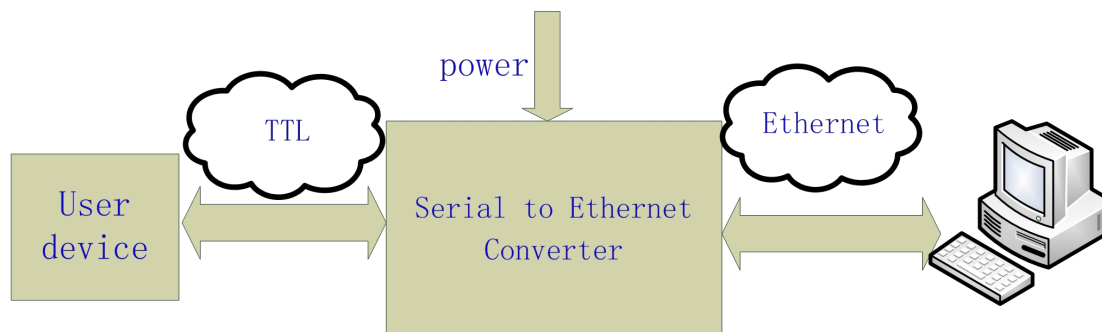 power
TTL
Ethernet
User
device
Serial to Ethernet
Converter